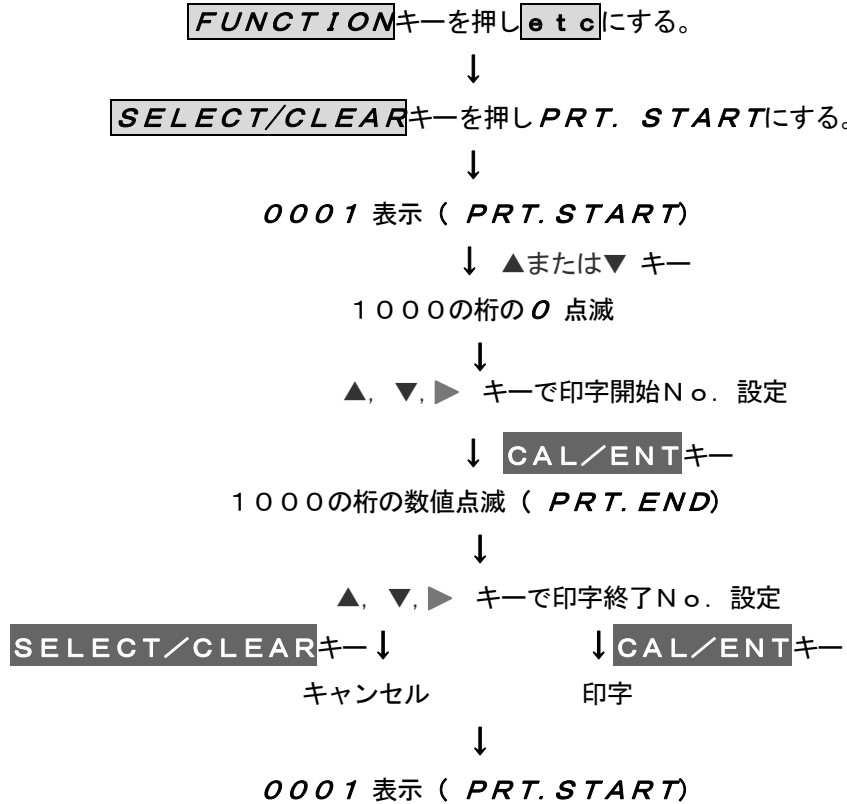 FUNCTIONキーを押しetcにする。
↓
SELECT/CLEARキーを押しPRT. STARTにする。
↓
0001 表示（ PRT.START）
↓ ▲または▼ キー
1000の桁の0 点滅
↓
▲, ▼,▶ キーで印字開始No. 設定
↓ CAL/ENTキー
1000の桁の数値点滅（ PRT.END）
↓
▲, ▼,▶ キーで印字終了No. 設定
SELECT/CLEARキー↓ ↓CAL/ENTキー
キャンセル 印字
↓
0001 表示（ PRT.START）